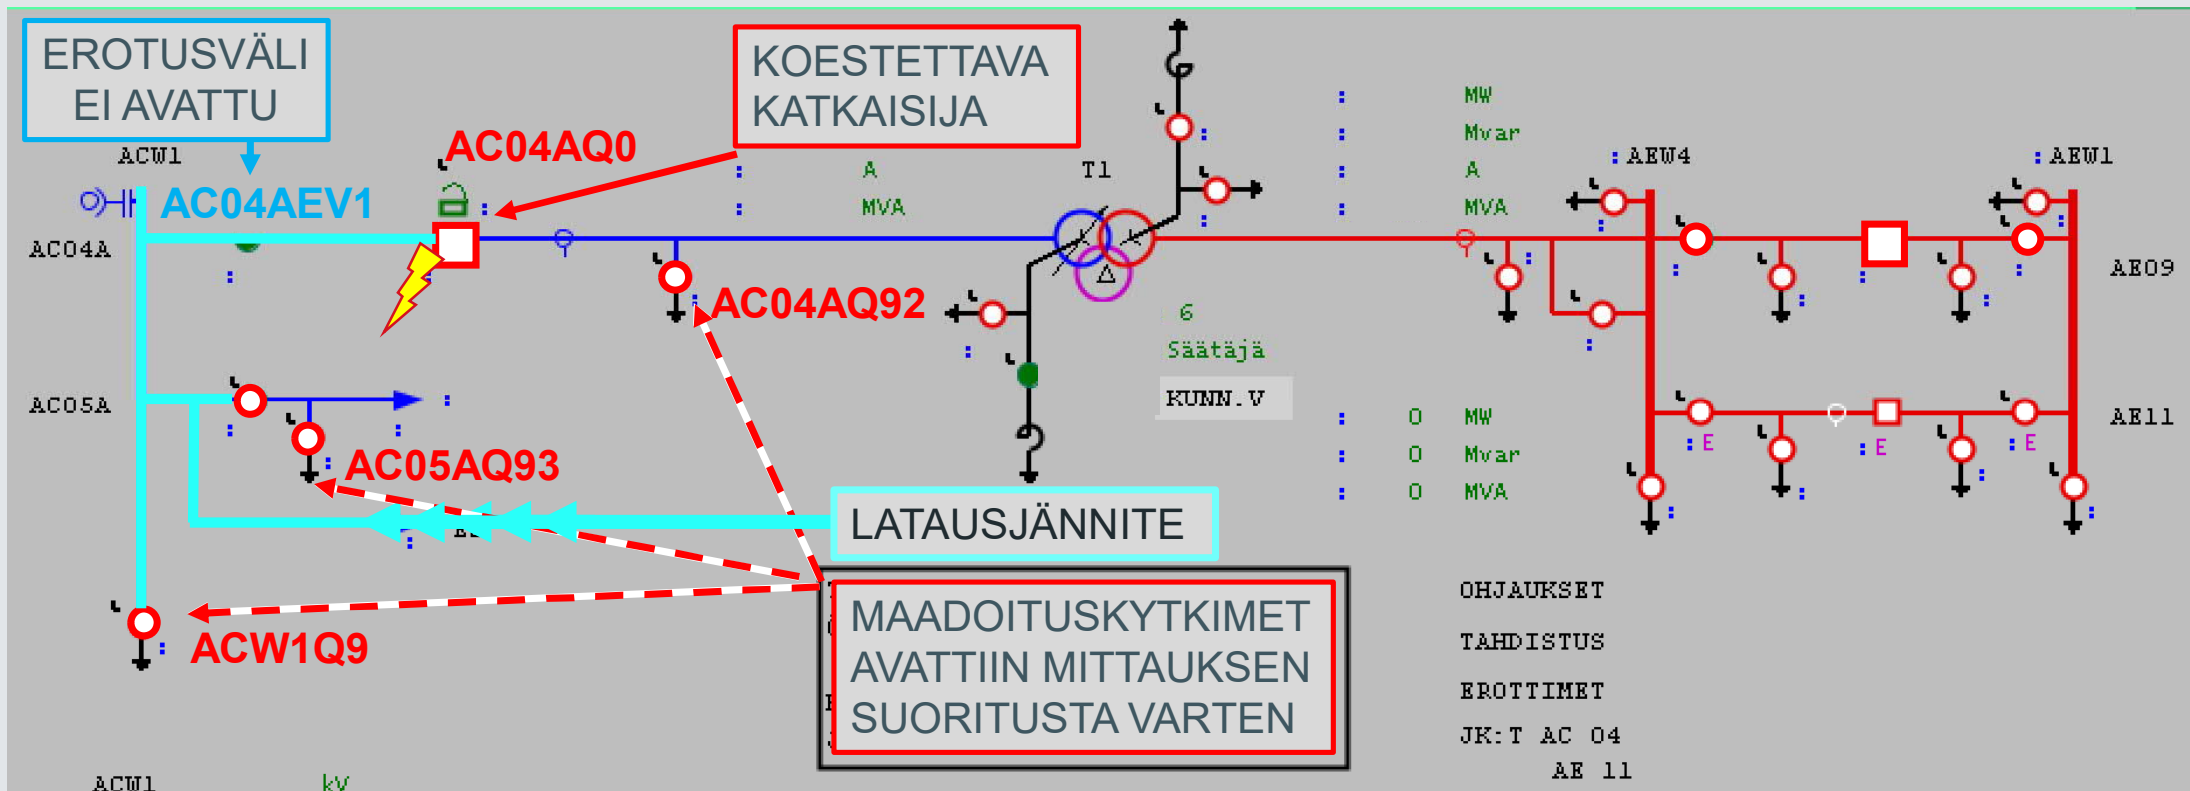 EROTUSVÄLI
EI AVATTU
KOESTETTAVA
KATKAISIJA
ACW1
AC04AQ0
AC04AEV1
A
MVA
T1
: MW
: Mvar
: A
: MVA
: AEW4
: AEW1
AC04A
AC04AQ92
6
Säätäjä
KUNN.V
AE09
AC05A
AC05AQ93
: 0 MW
: 0 Mvar
: 0 MVA
: E
: E
: E
AE11
LATAUSJÄNNITE
ACW1Q9
MAADOITUSKYTKIMET
AVATTIIN MITTAUKSEN
SUORITUSTA VARTEN
OHJAUKSET
TAHDISTUS
EROTTIMET
JK:T AC 04
AE 11
ACW1 kV